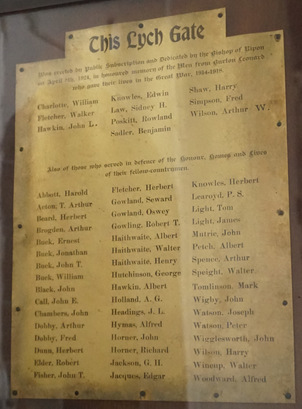 This Lych Gate
Was erected by Public Subscription and Dedicated by the Bishop of Ripon
on April 1928, in honoured memory of the Men from Burton Leonard
who gave their lives in the Great War, 1914-1918.
Charlotte, William Knowles, Edwin Shaw, Harry
Fletcher, Walker Law, Sidney H. Simpson, Fred
Hawkin, John L. Poskitt, Rowland Wilson, Arthur W.
Sadler, Benjamin
Also of those who served in defence of the Honour, Homes and Lives
of their fellow-countrymen.
Abbott, Harold Fletcher, Herbert Knowles, Herbert
Acton, T. Arthur Gowland, Seward Learoyd, P. S.
Beard, Herbert Gowland, Oswey Light, Tom
Brogden, Arthur Gowling, Robert T. Light, James
Buck, Ernest Haithwaite, Albert Mutrie, John
Buck, Jonathan Haithwaite, Walter Petch, Albert
Buck, John T. Haithwaite, Henry Spence, Arthur
Buck, William Hutchinson, George Speight, Walter
Black, John Hawkin, Albert Tomlinson, Mark
Call, John E. Holland, A. G. Wigby, John
Chambers, John Headings, J. L. Watson, Joseph
Dobby, Arthur Hymas, Alfred Watson, Peter
Dobby, Fred Horner, John Wigglesworth, John
Dunn, Herbert Horner, Richard Wilson, Harry
Elder, Robert Jackson, G. H. Winsup, Walter
Fisher, John T. Jacques, Edgar Woodward, Alfred